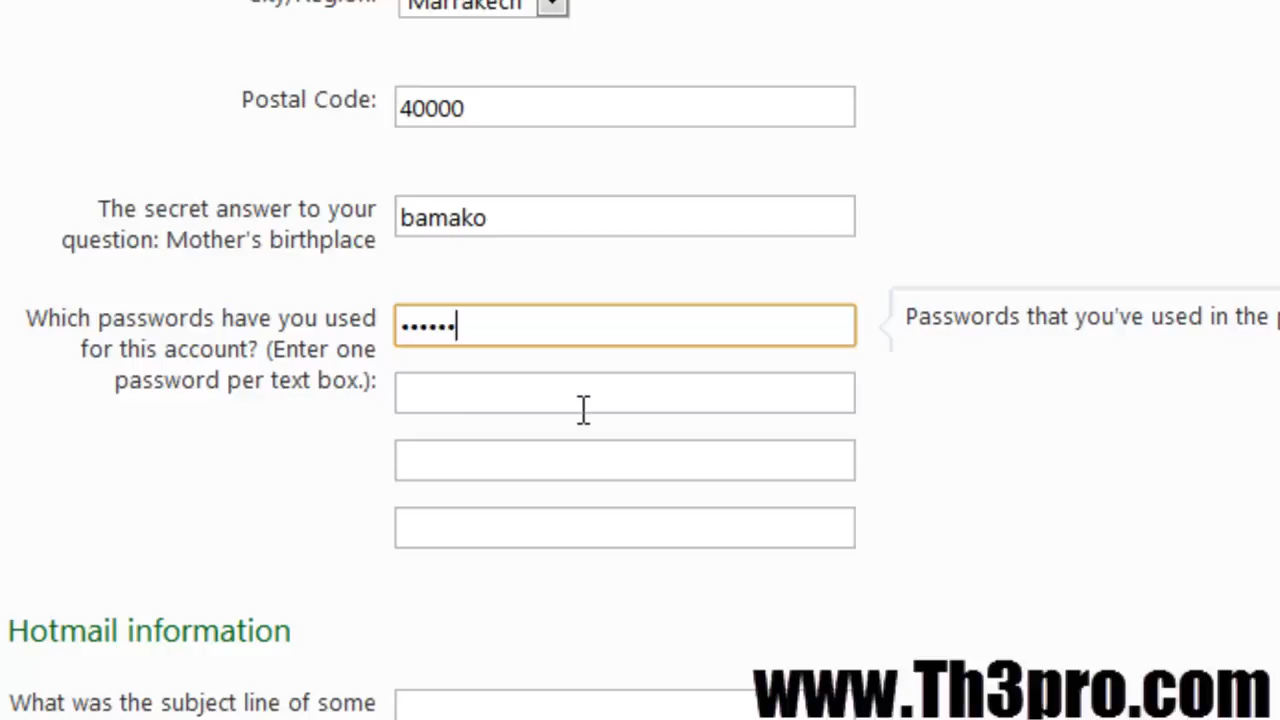 City/Region:
Marrakech
Postal Code:
40000
The secret answer to your
question: Mother's birthplace
bamako
Which passwords have you used
for this account? (Enter one
password per text box.):
••••••
Passwords that you've used in the
Hotmail information
What was the subject line of some
www.Th3pro.com